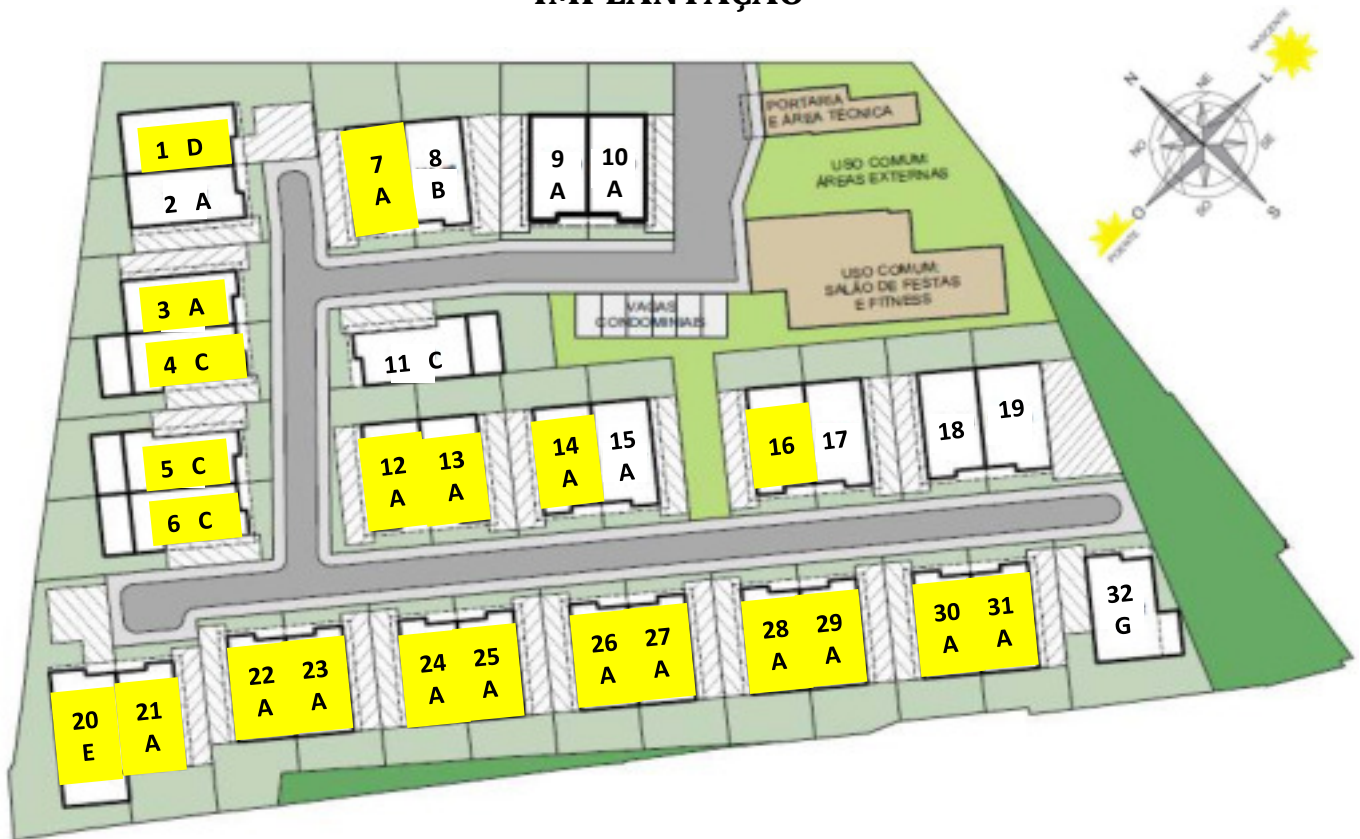 IMPLANTAÇÃO
NASCENTE
N
NE
L
NO
SE
O
SO
S
POENTE
PORTARIA
E ÁREA TÉCNICA
USO COMUM:
ÁREAS EXTERNAS
USO COMUM:
SALÃO DE FESTAS
E FITNESS
VAGAS
CONDOMINIAIS
1 D
2 A
3 A
4 C
5 C
6 C
7
A
8
B
9
A
10
A
11 C
12
A
13
A
14
A
15
A
16
17
18
19
20
E
21
A
22
A
23
A
24
A
25
A
26
A
27
A
28
A
29
A
30
A
31
A
32
G